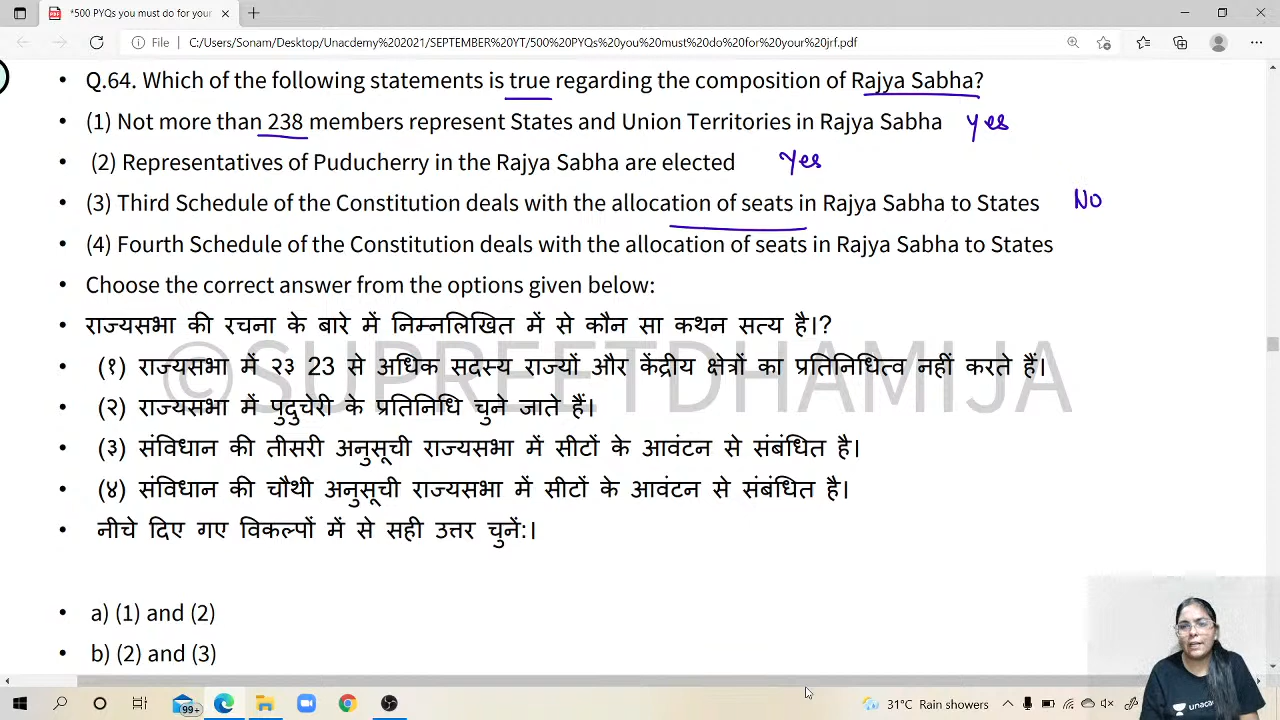 *500 PYQs you must do for your
File | C:/Users/Sonam/Desktop/Unacdemy%202021/SEPTEMBER%20YT/500%20PYQs%20you%20must%20do%20for%20your%20jrf.pdf
• Q.64. Which of the following statements is true regarding the composition of Rajya Sabha?
• (1) Not more than 238 members represent States and Union Territories in Rajya Sabha yes
• (2) Representatives of Puducherry in the Rajya Sabha are elected Yes
• (3) Third Schedule of the Constitution deals with the allocation of seats in Rajya Sabha to States No
• (4) Fourth Schedule of the Constitution deals with the allocation of seats in Rajya Sabha to States
• Choose the correct answer from the options given below:
• राज्यसभा की रचना के बारे में निम्नलिखित में से कौन सा कथन सत्य है।?
©SUPREETDHAMIJA
• (१) राज्यसभा में २३ 23 से अधिक सदस्य राज्यों और केंद्रीय क्षेत्रों का प्रतिनिधित्व नहीं करते हैं।
• (२) राज्यसभा में पुदुचेरी के प्रतिनिधि चुने जाते हैं।
• (३) संविधान की तीसरी अनुसूची राज्यसभा में सीटों के आवंटन से संबंधित है।
• (४) संविधान की चौथी अनुसूची राज्यसभा में सीटों के आवंटन से संबंधित है।
• नीचे दिए गए विकल्पों में से सही उत्तर चुनें:।
• a) (1) and (2)
• b) (2) and (3)
unaca
99+
31°C Rain showers